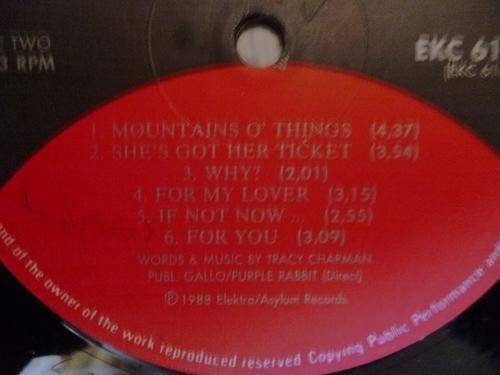 TWO
EKC 61
3 RPM
(EKC 61
1. MOUNTAINS O' THINGS (4,37)
2. SHE'S GOT HER TICKET (3,54)
3. WHY? (2,01)
4. FOR MY LOVER (3,15)
5. IF NOT NOW ... (2,55)
6. FOR YOU (3,09)
WORDS & MUSIC BY TRACY CHAPMAN
PUBL. GALLO/PURPLE RABBIT (Direct)
℗ 1988 Elektra/Asylum Records
and of the owner of the work reproduced reserved Copying Public Performance and